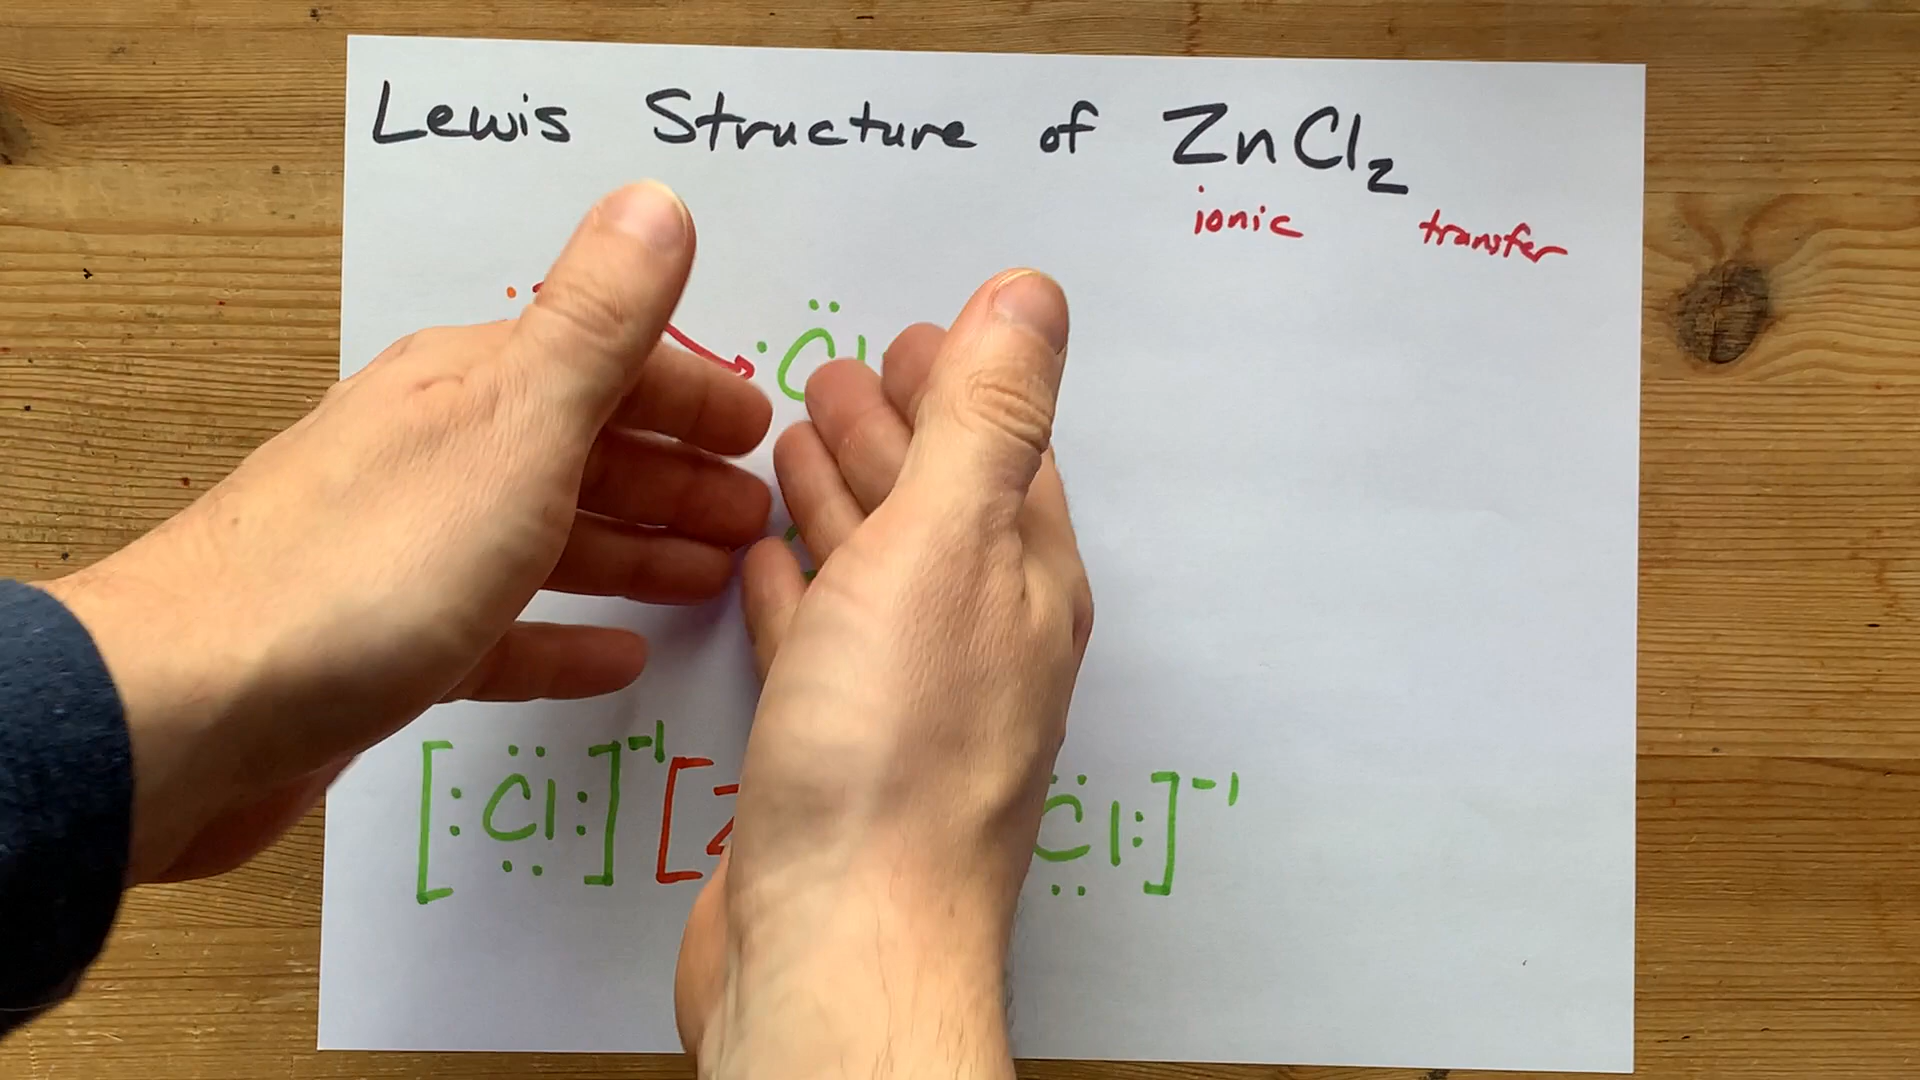 Lewis Structure of ZnCl₂
ionic transfer
[:Cl:]⁻¹ [ Cl:]⁻¹